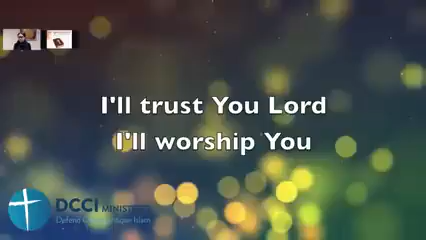 I'll trust You Lord
I'll worship You
DCCI MINISTRIES